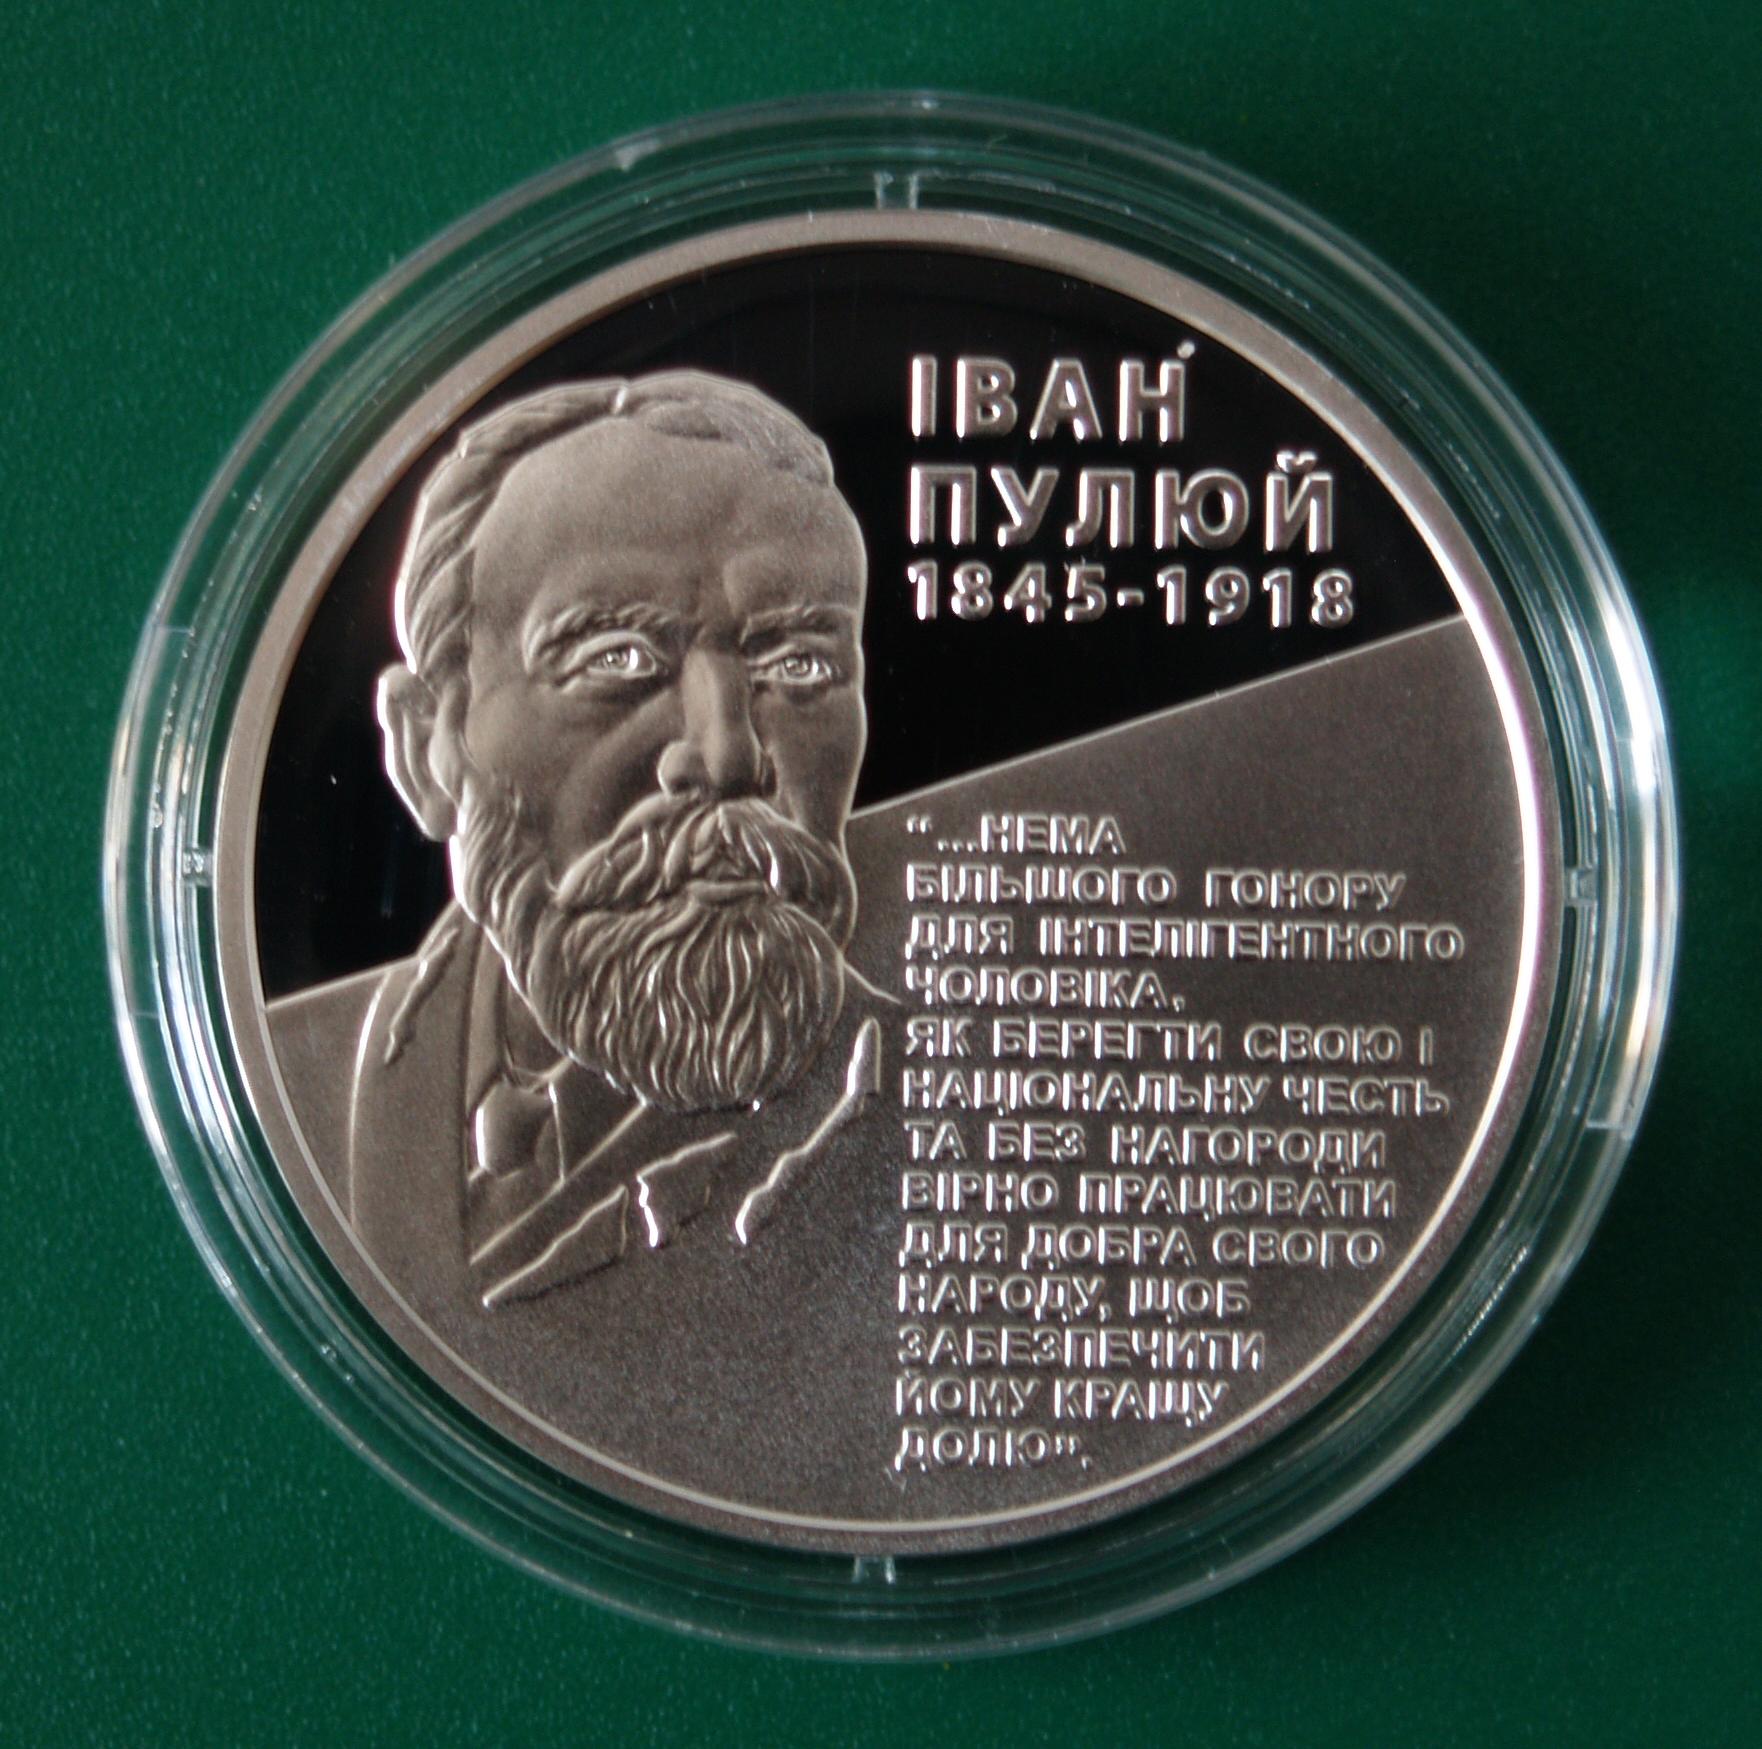 ІВАН
ПУЛЮЙ
1845-1918
“...НЕМА
БІЛЬШОГО ГОНОРУ
ДЛЯ ІНТЕЛІГЕНТНОГО
ЧОЛОВІКА,
ЯК БЕРЕГТИ СВОЮ І
НАЦІОНАЛЬНУ ЧЕСТЬ
ТА БЕЗ НАГОРОДИ
ВІРНО ПРАЦЮВАТИ
ДЛЯ ДОБРА СВОГО
НАРОДУ, ЩОБ
ЗАБЕЗПЕЧИТИ
ЙОМУ КРАЩУ
ДОЛЮ”.